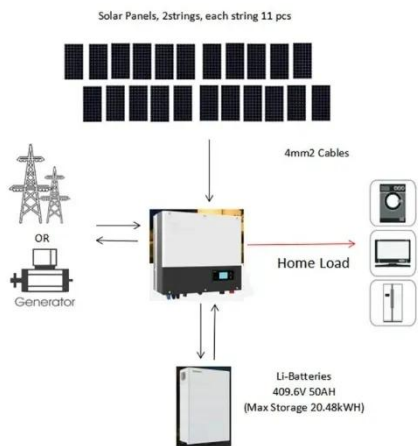 Solar Panels, 2strings, each string 11 pcs
4mm2 Cables
OR
Generator
Home Load
Li-Batteries
409.6V 50AH
(Max Storage 20.48kWH)